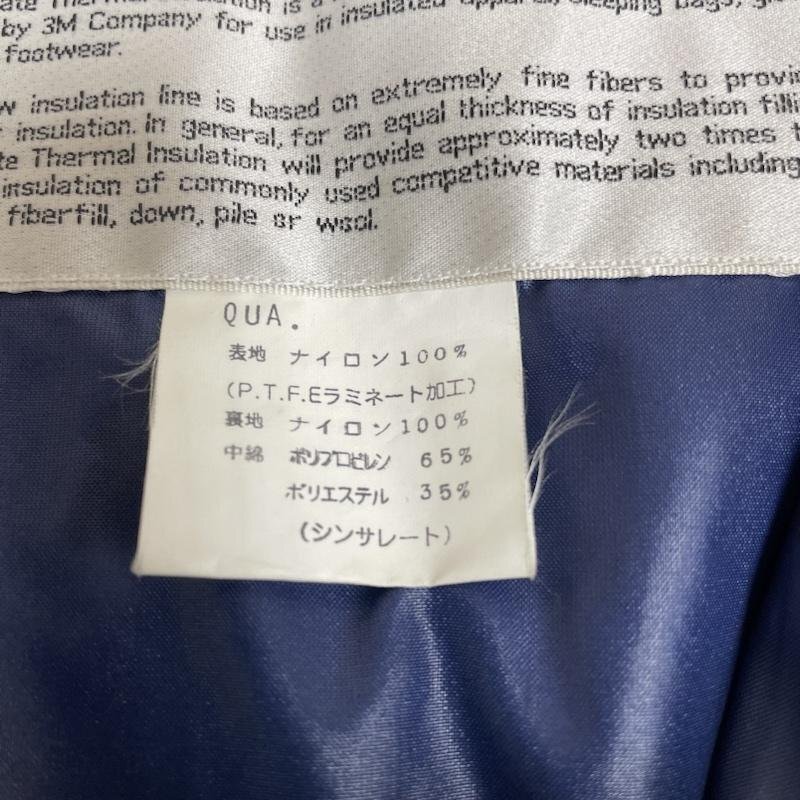 ate Thermal Insulation is a
by 3M Company for use in insulated apparel, sleeping bags,
footwear.
w insulation line is based on extremely fine fibers to provi
insulation. In general, for an equal thickness of insulation filli
te Thermal Insulation will provide approximately two times t
insulation of commonly used competitive materials including
fiberfill, down, pile or wool.
QUA.
表地 ナイロン100%
(P.T.F.Eラミネート加工)
裏地 ナイロン100%
中綿 ポリプロピレン 65%
ポリエステル 35%
(シンサレート)